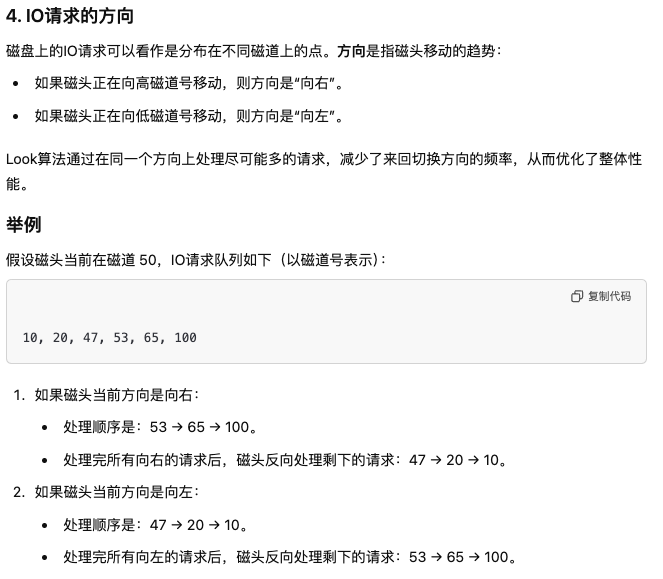 4. IO请求的方向
磁盘上的IO请求可以看作是分布在不同磁道上的点。方向是指磁头移动的趋势：
• 如果磁头正在向高磁道号移动，则方向是“向右”。
• 如果磁头正在向低磁道号移动，则方向是“向左”。
Look算法通过在同一个方向上处理尽可能多的请求，减少了来回切换方向的频率，从而优化了整体性
能。
举例
假设磁头当前在磁道 50，IO请求队列如下（以磁道号表示）：
复制代码
10, 20, 47, 53, 65, 100
1. 如果磁头当前方向是向右：
• 处理顺序是：53 → 65 → 100。
• 处理完所有向右的请求后，磁头反向处理剩下的请求：47 → 20 → 10。
2. 如果磁头当前方向是向左：
• 处理顺序是：47 → 20 → 10。
• 处理完所有向左的请求后，磁头反向处理剩下的请求：53 → 65 → 100。